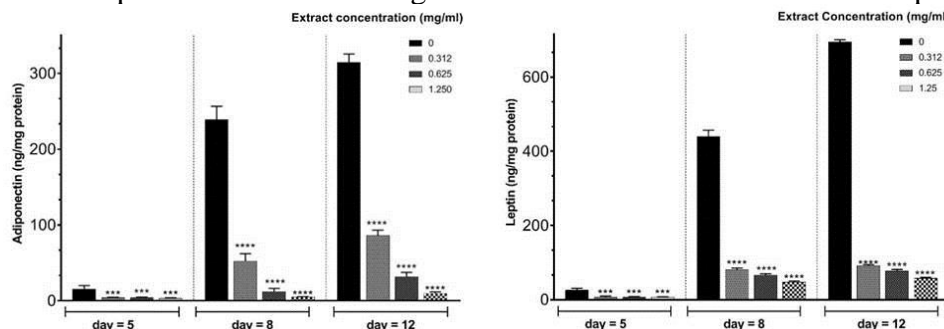 Extract concentration (mg/ml)
0
0.312
0.625
1.250
Adiponectin (ng/mg protein)
300
200
100
0
*** *** ***
**** **** ****
**** **** ****
day = 5 day = 8 day = 12
Extract Concentration (mg/ml)
0
0.312
0.625
1.25
Leptin (ng/mg protein)
600
400
200
0
*** *** ***
**** **** ****
**** **** ****
day = 5 day = 8 day = 12